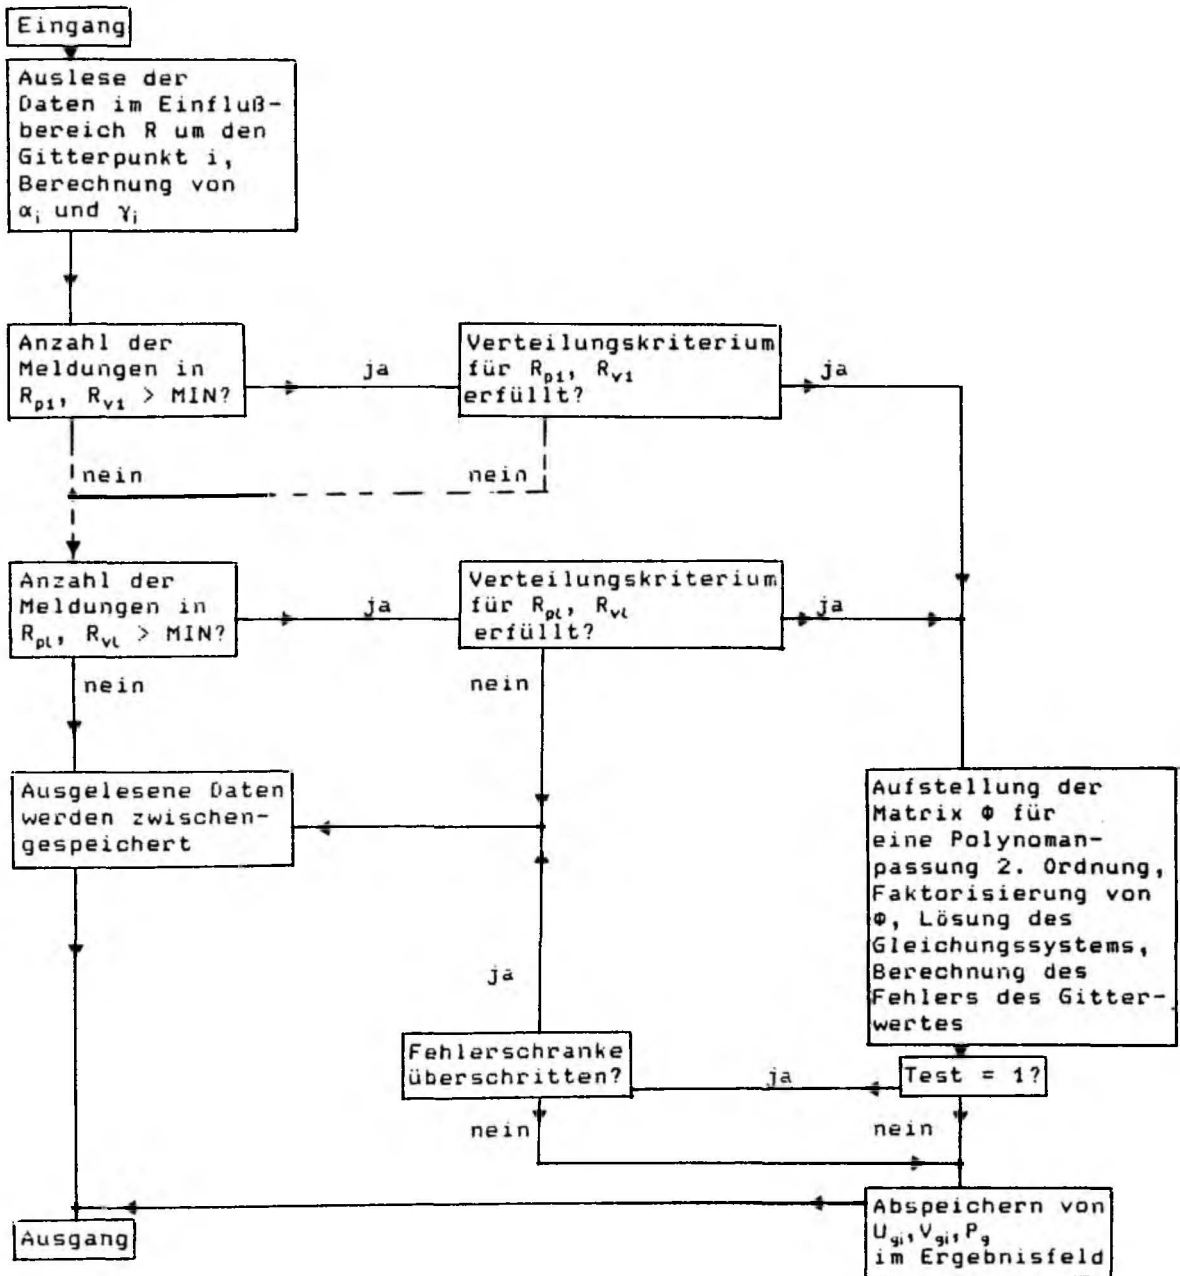 Eingang
Auslese der
Daten im Einfluß-
bereich R um den
Gitterpunkt i,
Berechnung von
αi und γi
Anzahl der
Meldungen in
Rp1, Rv1 > MIN?
ja
Verteilungskriterium
für Rp1, Rv1
erfüllt?
ja
nein
nein
Anzahl der
Meldungen in
Rpl, Rvl > MIN?
ja
Verteilungskriterium
für Rpl, Rvl
erfüllt?
ja
nein
nein
Ausgelesene Daten
werden zwischen-
gespeichert
Aufstellung der
Matrix Φ für
eine Polynoman-
passung 2. Ordnung,
Faktorisierung von
Φ, Lösung des
Gleichungssystems,
Berechnung des
Fehlers des Gitter-
wertes
ja
Fehlerschranke
überschritten?
ja
Test = 1?
nein
nein
Abspeichern von
Ugi, Vgi, Pg
im Ergebnisfeld
Ausgang